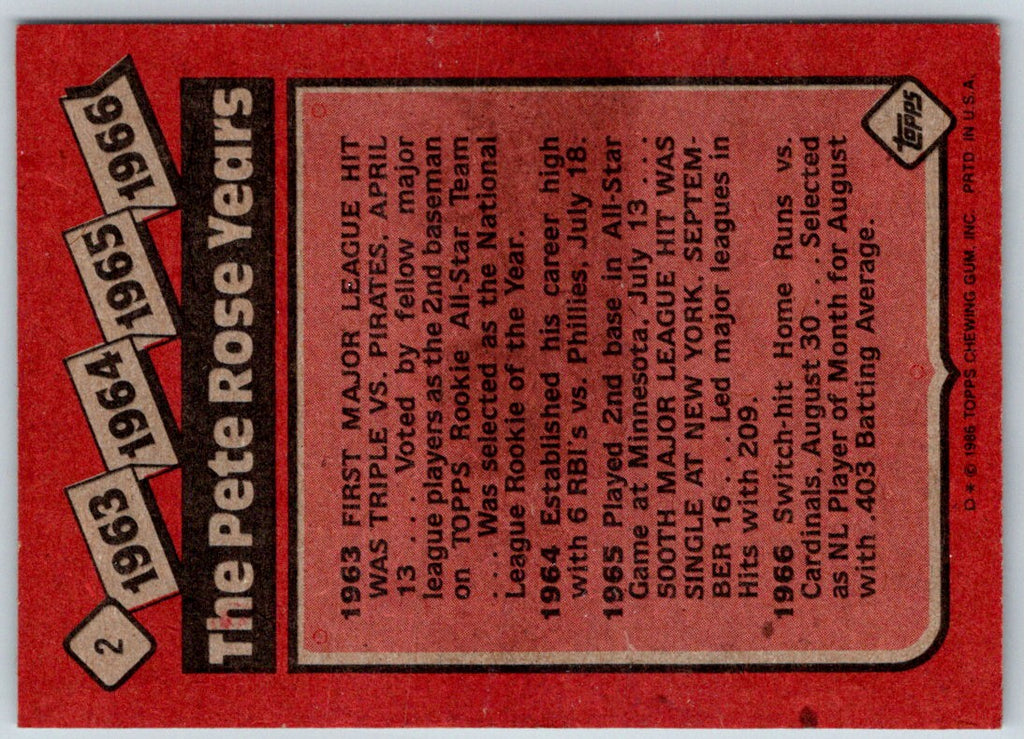 2
1963 1964 1965 1966
The Pete Rose Years
1963 FIRST MAJOR LEAGUE HIT
WAS TRIPLE VS. PIRATES, APRIL
13 . . . Voted by fellow major
league players as the 2nd baseman
on TOPPS Rookie All-Star Team
. . . Was selected as the National
League Rookie of the Year.
1964 Established his career high
with 6 RBI's vs. Phillies, July 18.
1965 Played 2nd base in All-Star
Game at Minnesota, July 13 . . .
500TH MAJOR LEAGUE HIT WAS
SINGLE AT NEW YORK, SEPTEM-
BER 16 . . . Led major leagues in
Hits with 209.
1966 Switch-hit Home Runs vs.
Cardinals, August 30 . . . Selected
as NL Player of Month for August
with .403 Batting Average.
topps
D * © 1986 TOPPS CHEWING GUM INC. PRTD IN U.S.A.